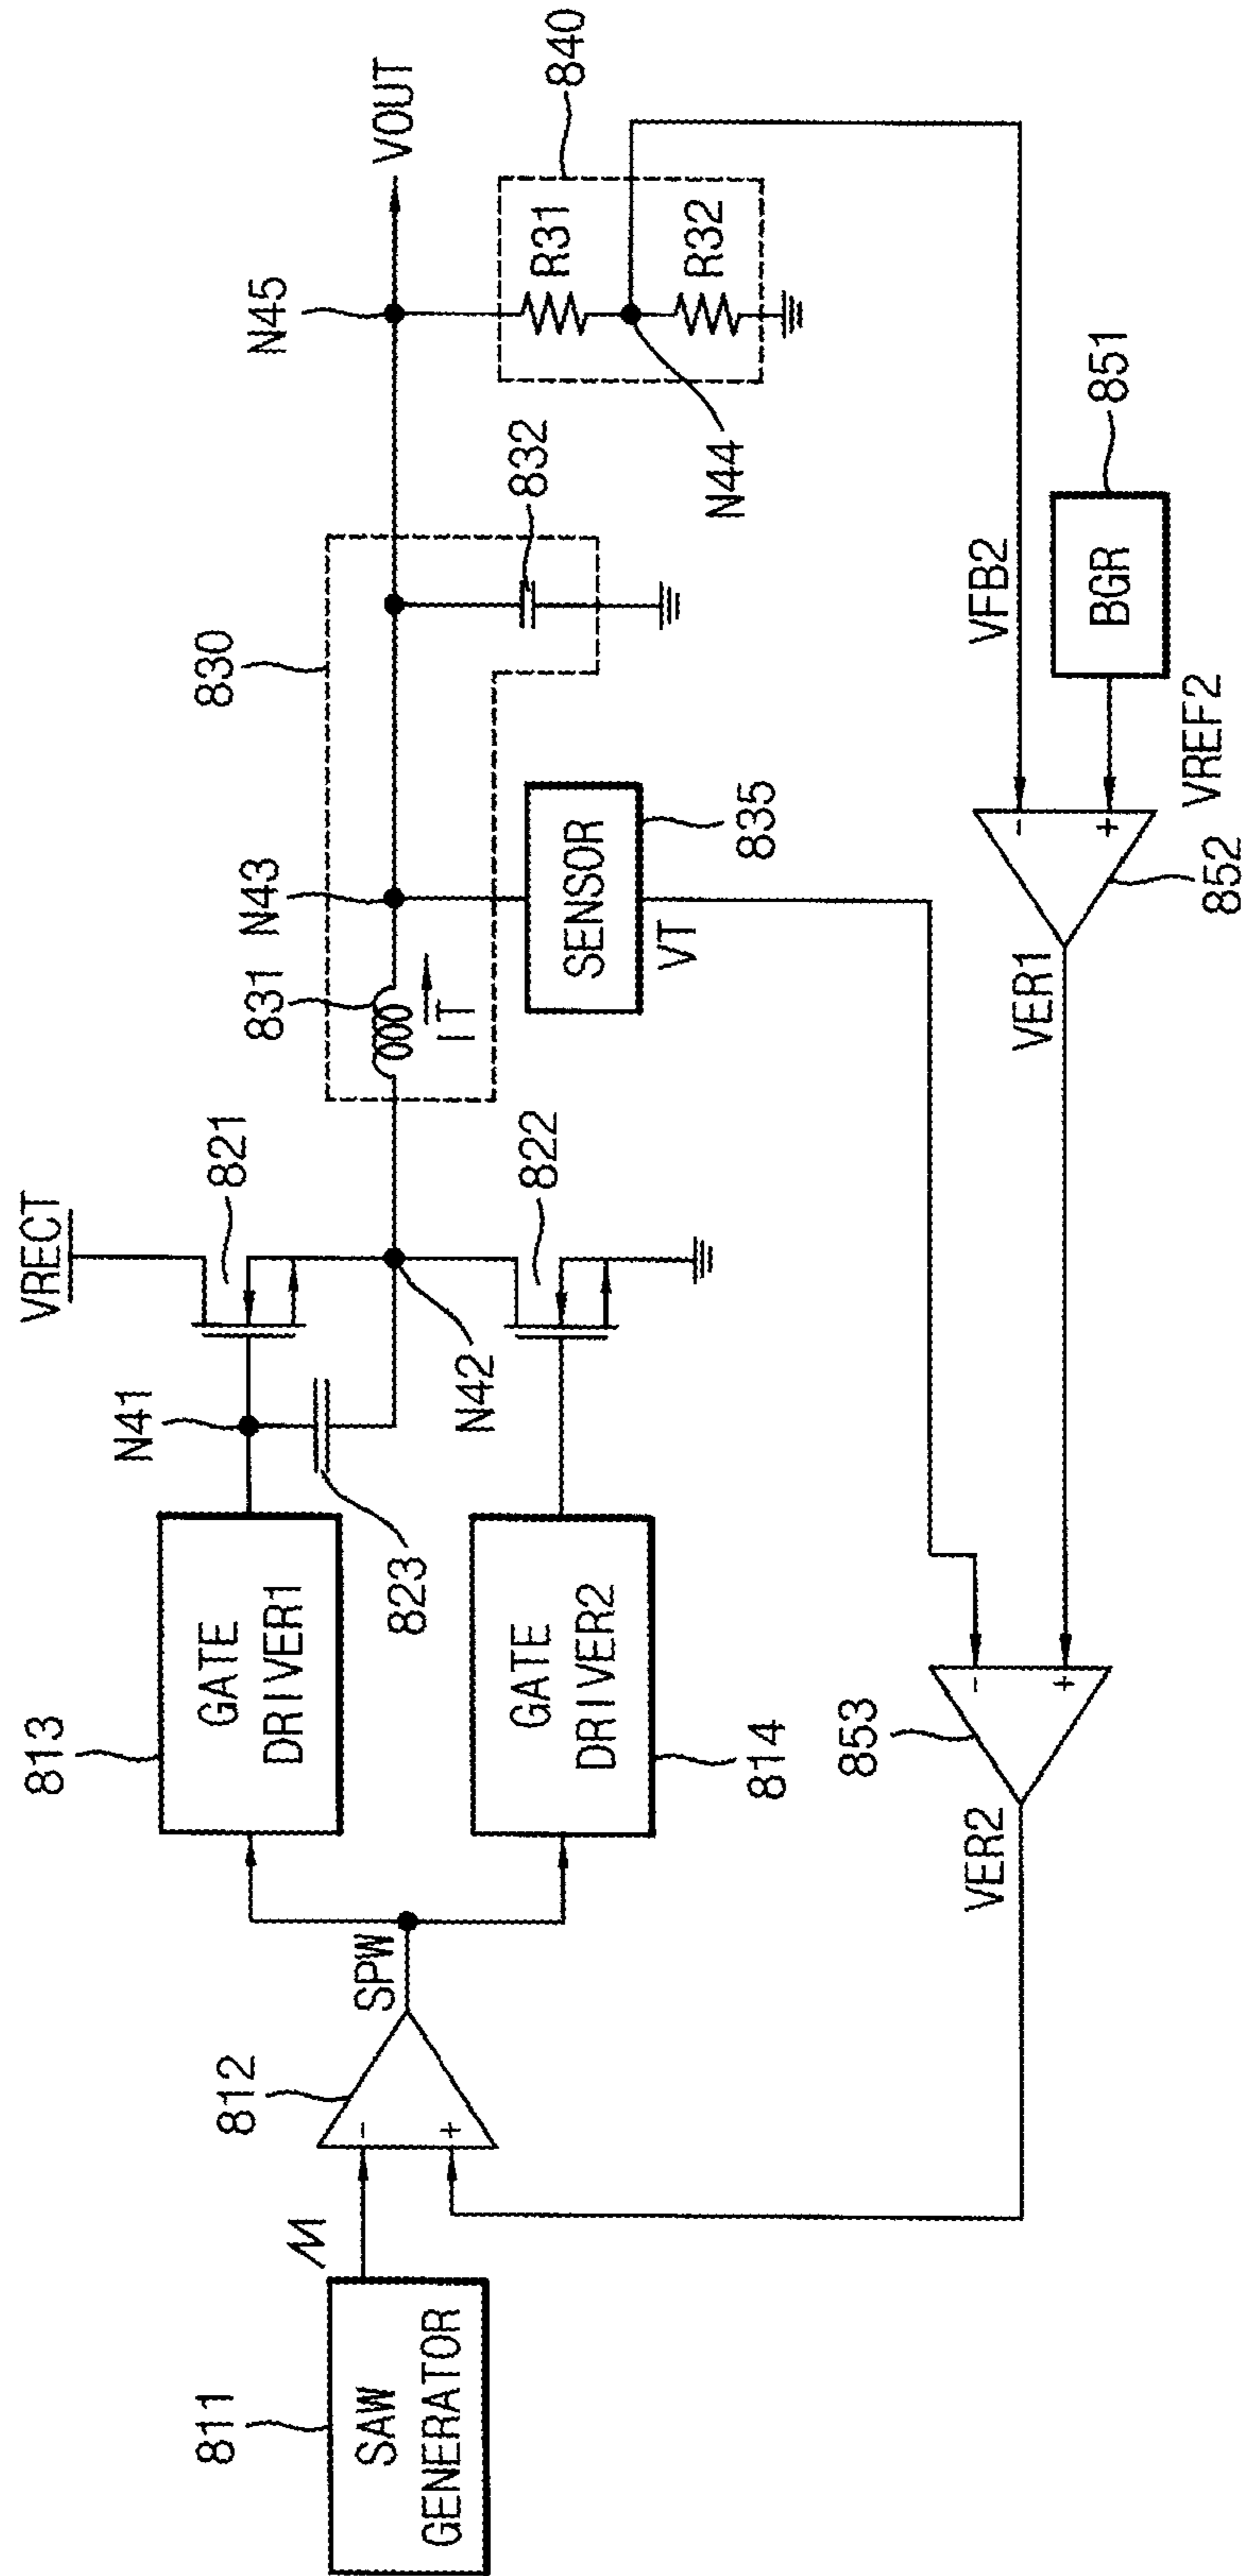 VRECT
813
N41
821
N43
830
N45
VOUT
GATE
DRIVER1
831
IT
840
R31
R32
812
SPW
823
N42
822
SENSOR
835
VT
832
N44
811
SAW
GENERATOR
-
+
GATE
DRIVER2
814
853
-
+
VER2
VER1
852
-
+
VFB2
VREF2
BGR
851